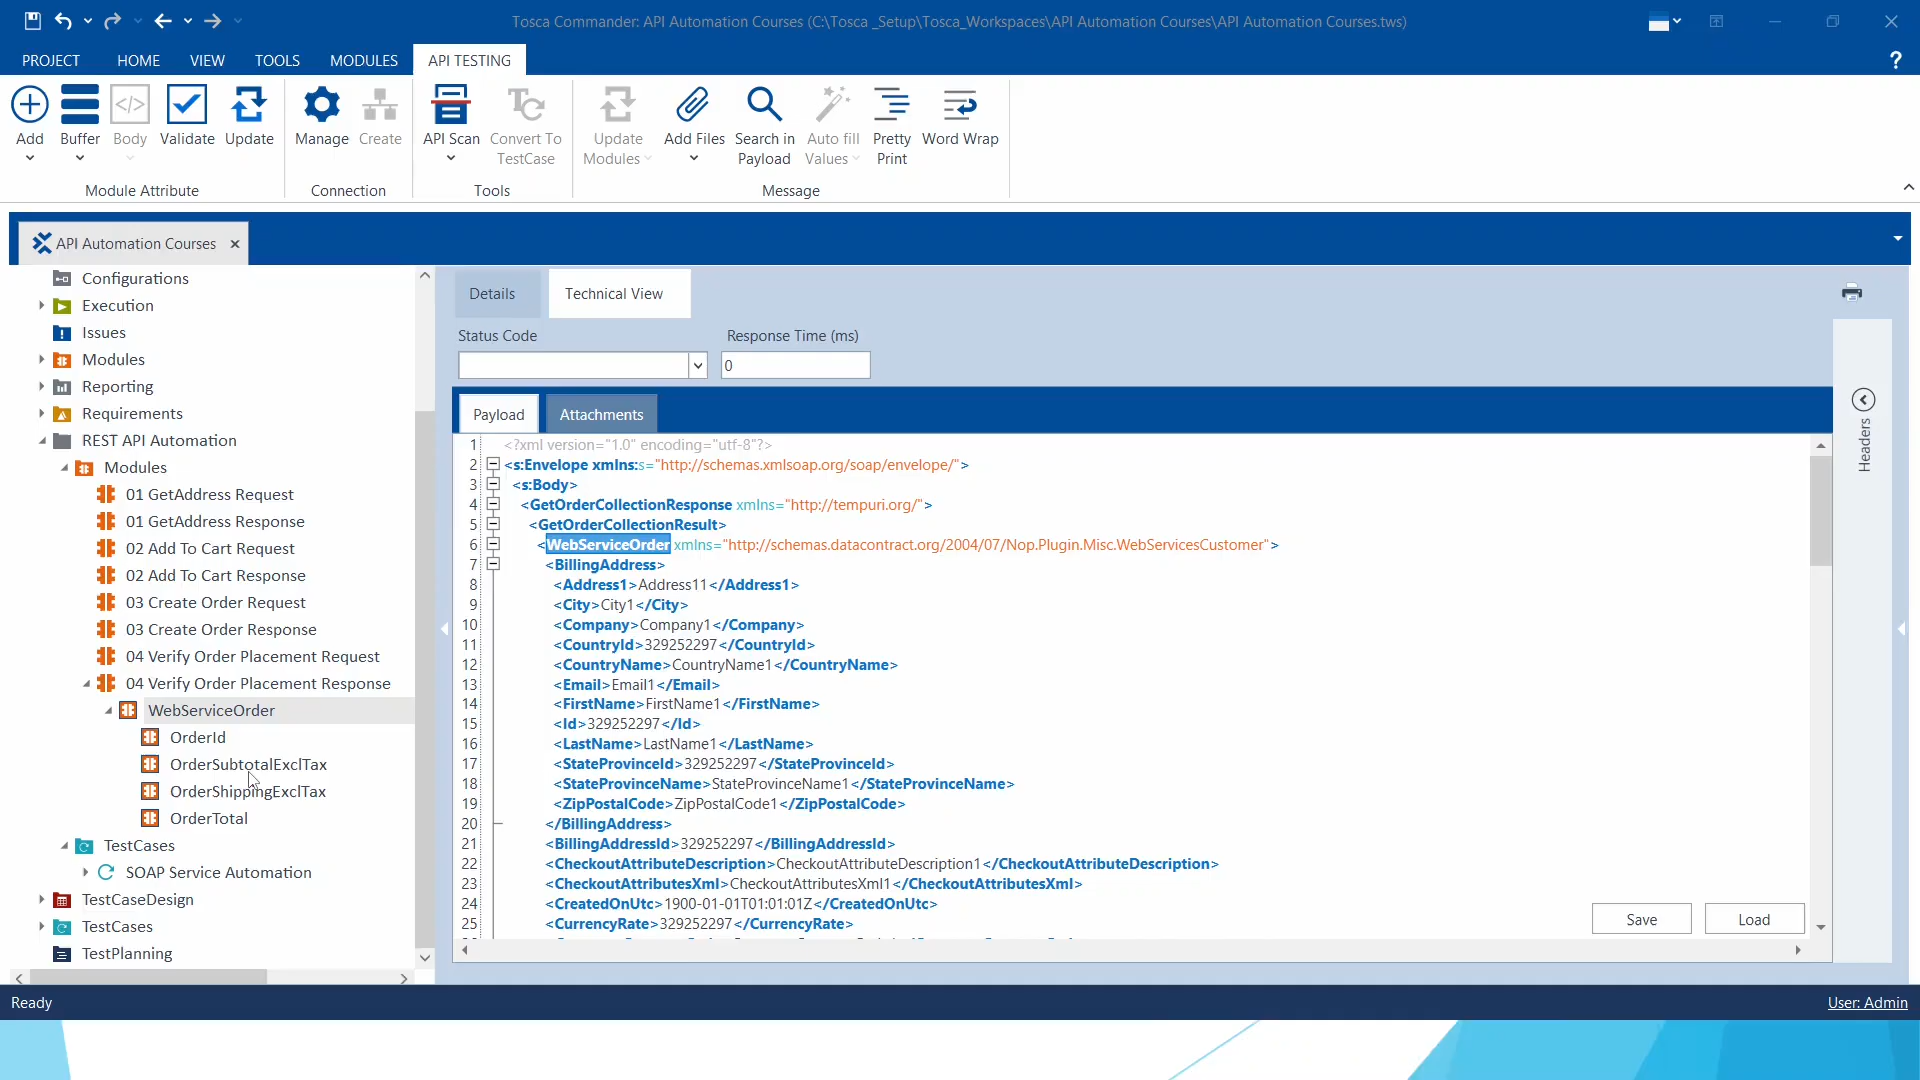 Tosca Commander: API Automation Courses (C:\Tosca _Setup\Tosca_Workspaces\API Automation Courses\API Automation Courses.tws)
PROJECT HOME VIEW TOOLS MODULES API TESTING ?
Add Buffer Body Validate Update Manage Create API Scan Convert To TestCase Update Modules Add Files Search in Payload Auto fill Values Pretty Print Word Wrap
Module Attribute Connection Tools Message
API Automation Courses
Configurations
Execution
Issues
Modules
Reporting
Requirements
REST API Automation
Modules
01 GetAddress Request
01 GetAddress Response
02 Add To Cart Request
02 Add To Cart Response
03 Create Order Request
03 Create Order Response
04 Verify Order Placement Request
04 Verify Order Placement Response
WebServiceOrder
OrderId
OrderSubtotalExclTax
OrderShippingExclTax
OrderTotal
TestCases
SOAP Service Automation
TestCaseDesign
TestCases
TestPlanning
Details Technical View
Status Code Response Time (ms)
0
Payload Attachments
Headers
1 <?xml version="1.0" encoding="utf-8"?>
2 <s:Envelope xmlns:s="http://schemas.xmlsoap.org/soap/envelope/">
3 <s:Body>
4 <GetOrderCollectionResponse xmlns="http://tempuri.org/">
5 <GetOrderCollectionResult>
6 <WebServiceOrder xmlns="http://schemas.datacontract.org/2004/07/Nop.Plugin.Misc.WebServicesCustomer">
7 <BillingAddress>
8 <Address1>Address11</Address1>
9 <City>City1</City>
10 <Company>Company1</Company>
11 <CountryId>329252297</CountryId>
12 <CountryName>CountryName1</CountryName>
13 <Email>Email1</Email>
14 <FirstName>FirstName1</FirstName>
15 <Id>329252297</Id>
16 <LastName>LastName1</LastName>
17 <StateProvinceId>329252297</StateProvinceId>
18 <StateProvinceName>StateProvinceName1</StateProvinceName>
19 <ZipPostalCode>ZipPostalCode1</ZipPostalCode>
20 </BillingAddress>
21 <BillingAddressId>329252297</BillingAddressId>
22 <CheckoutAttributeDescription>CheckoutAttributeDescription1</CheckoutAttributeDescription>
23 <CheckoutAttributesXml>CheckoutAttributesXml1</CheckoutAttributesXml>
24 <CreatedOnUtc>1900-01-01T01:01:01Z</CreatedOnUtc>
25 <CurrencyRate>329252297</CurrencyRate>
Save Load
Ready User: Admin